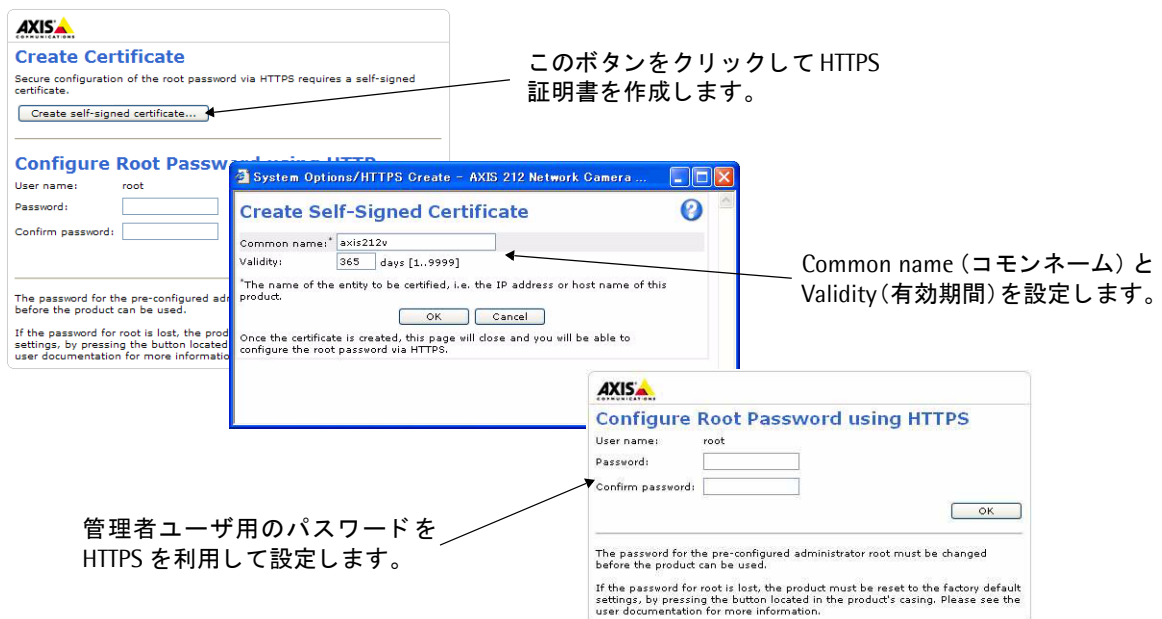 AXIS
COMMUNICATIONS
Create Certificate
Secure configuration of the root password via HTTPS requires a self-signed
certificate.
Create self-signed certificate...
このボタンをクリックして HTTPS
証明書を作成します。
Configure Root Password using HTTP
User name: root
Password:
Confirm password:
The password for the pre-configured adm
before the product can be used.
If the password for root is lost, the prod
settings, by pressing the button located
user documentation for more informatio
System Options/HTTPS Create - AXIS 212 Network Camera ...
Create Self-Signed Certificate
?
Common name:* axis212v
Validity: 365 days [1..9999]
*The name of the entity to be certified, i.e. the IP address or host name of this
product.
OK Cancel
Once the certificate is created, this page will close and you will be able to
configure the root password via HTTPS.
Common name（コモンネーム）と
Validity（有効期間）を設定します。
AXIS
COMMUNICATIONS
Configure Root Password using HTTPS
User name: root
Password:
Confirm password:
OK
The password for the pre-configured administrator root must be changed
before the product can be used.
If the password for root is lost, the product must be reset to the factory default
settings, by pressing the button located in the product's casing. Please see the
user documentation for more information.
管理者ユーザ用のパスワードを
HTTPS を利用して設定します。